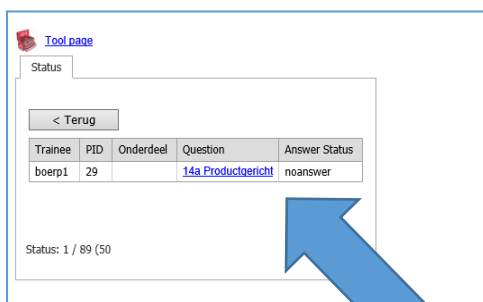 Tool page
Status
< Terug
Trainee PID Onderdeel Question Answer Status
boerp1 29 14a Productgericht noanswer
Status: 1 / 89 (50